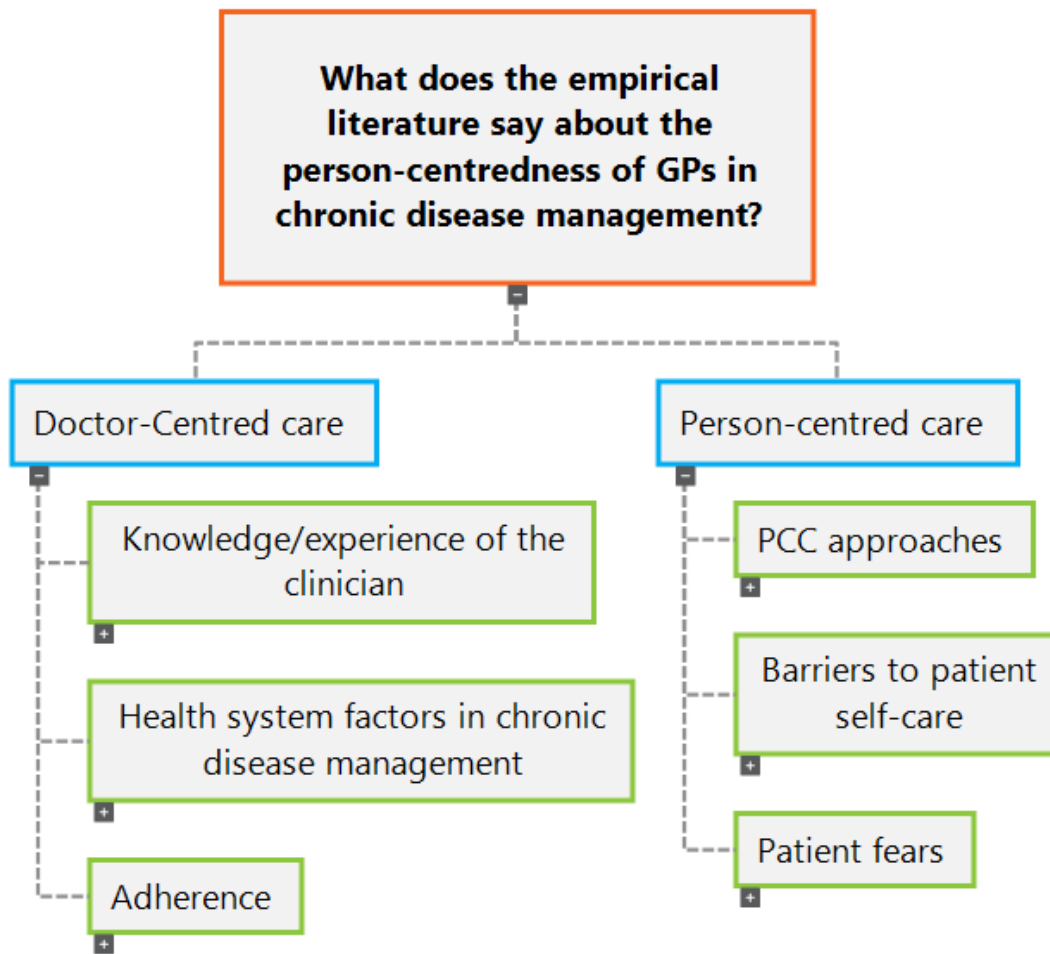 What does the empirical
literature say about the
person-centredness of GPs in
chronic disease management?
Doctor-Centred care
Knowledge/experience of the
clinician
Health system factors in chronic
disease management
Adherence
Person-centred care
PCC approaches
Barriers to patient
self-care
Patient fears